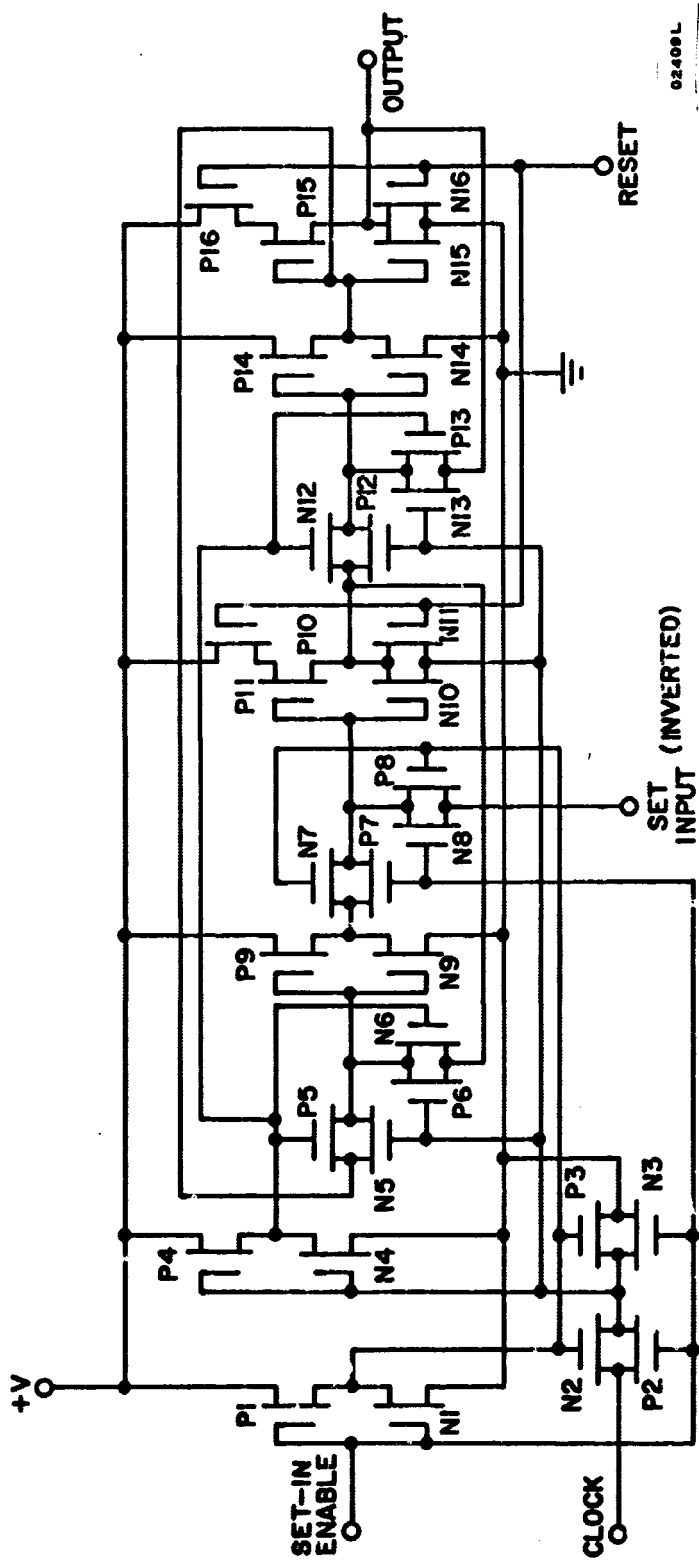 +V
P4
P16
P1
P9
P11
P14
SET-IN
ENABLE
P5
N7
P10
N12
P15
N4
N5
N6
P7
P8
P12
OUTPUT
N1
P6
N9
N8
N10
N11
N13
P13
N14
N15
N16
CLOCK
N2
P3
P2
N3
SET
INPUT (INVERTED)
RESET
02409L